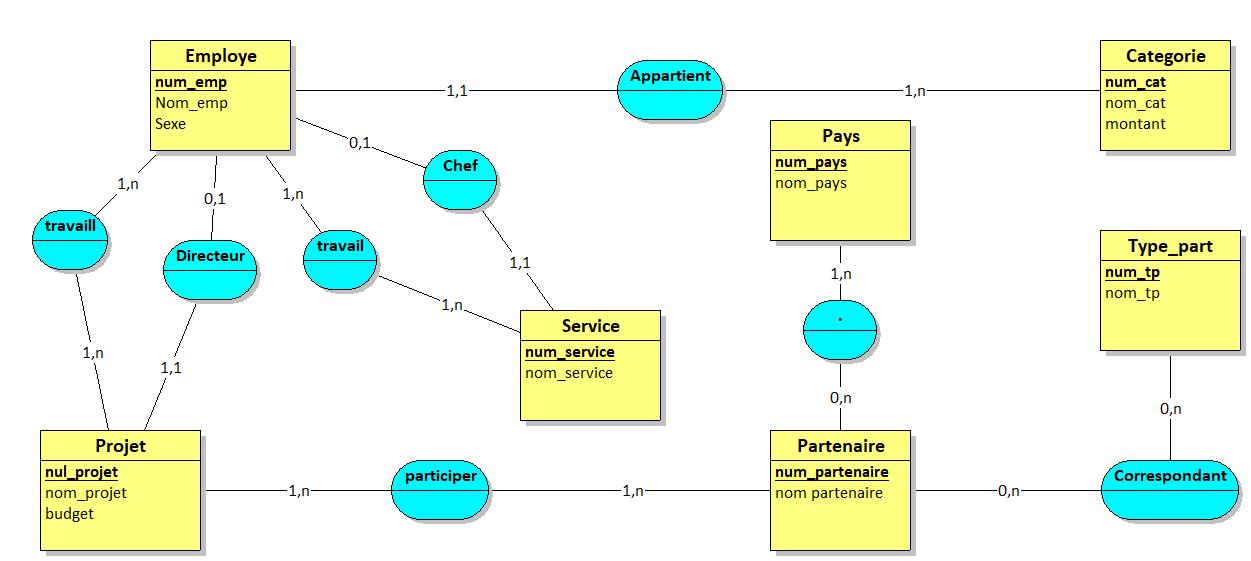 Employe
num_emp
Nom_emp
Sexe
1,1
Appartient
1,n
Categorie
num_cat
nom_cat
montant
Pays
num_pays
nom_pays
0,1
Chef
1,n
0,1
1,n
travaill
Directeur
travail
1,1
1,n
Type_part
num_tp
nom_tp
1,n
.
Service
num_service
nom_service
1,n
1,1
0,n
0,n
Projet
nul_projet
nom_projet
budget
1,n
participer
1,n
Partenaire
num_partenaire
nom partenaire
0,n
Correspondant